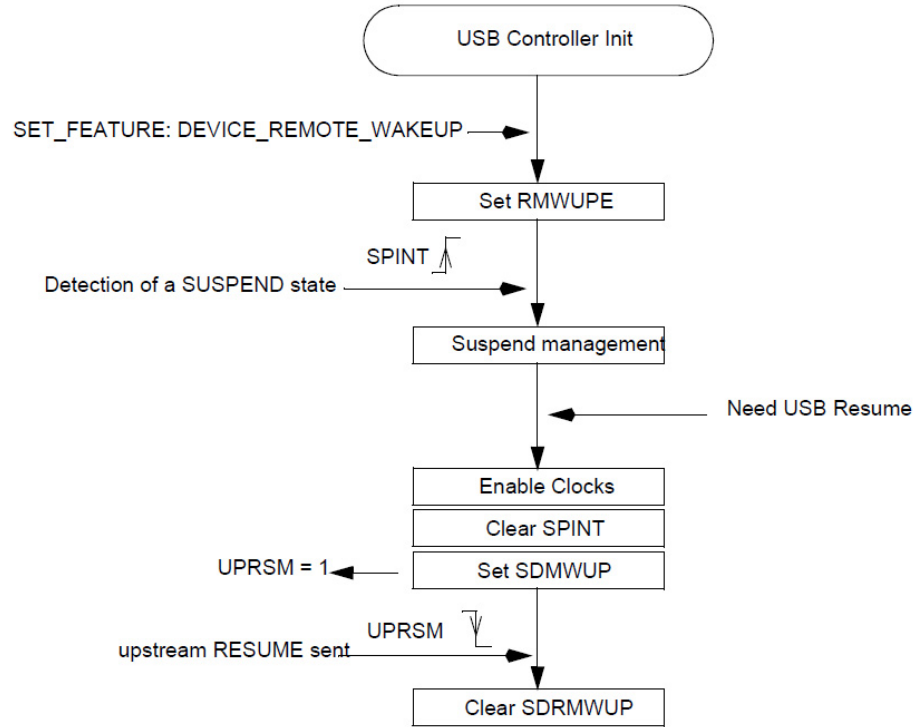 USB Controller Init
SET_FEATURE: DEVICE_REMOTE_WAKEUP
Set RMWUPE
SPINT
Detection of a SUSPEND state
Suspend management
Need USB Resume
Enable Clocks
Clear SPINT
Set SDMWUP
UPRSM = 1
UPRSM
upstream RESUME sent
Clear SDRMWUP